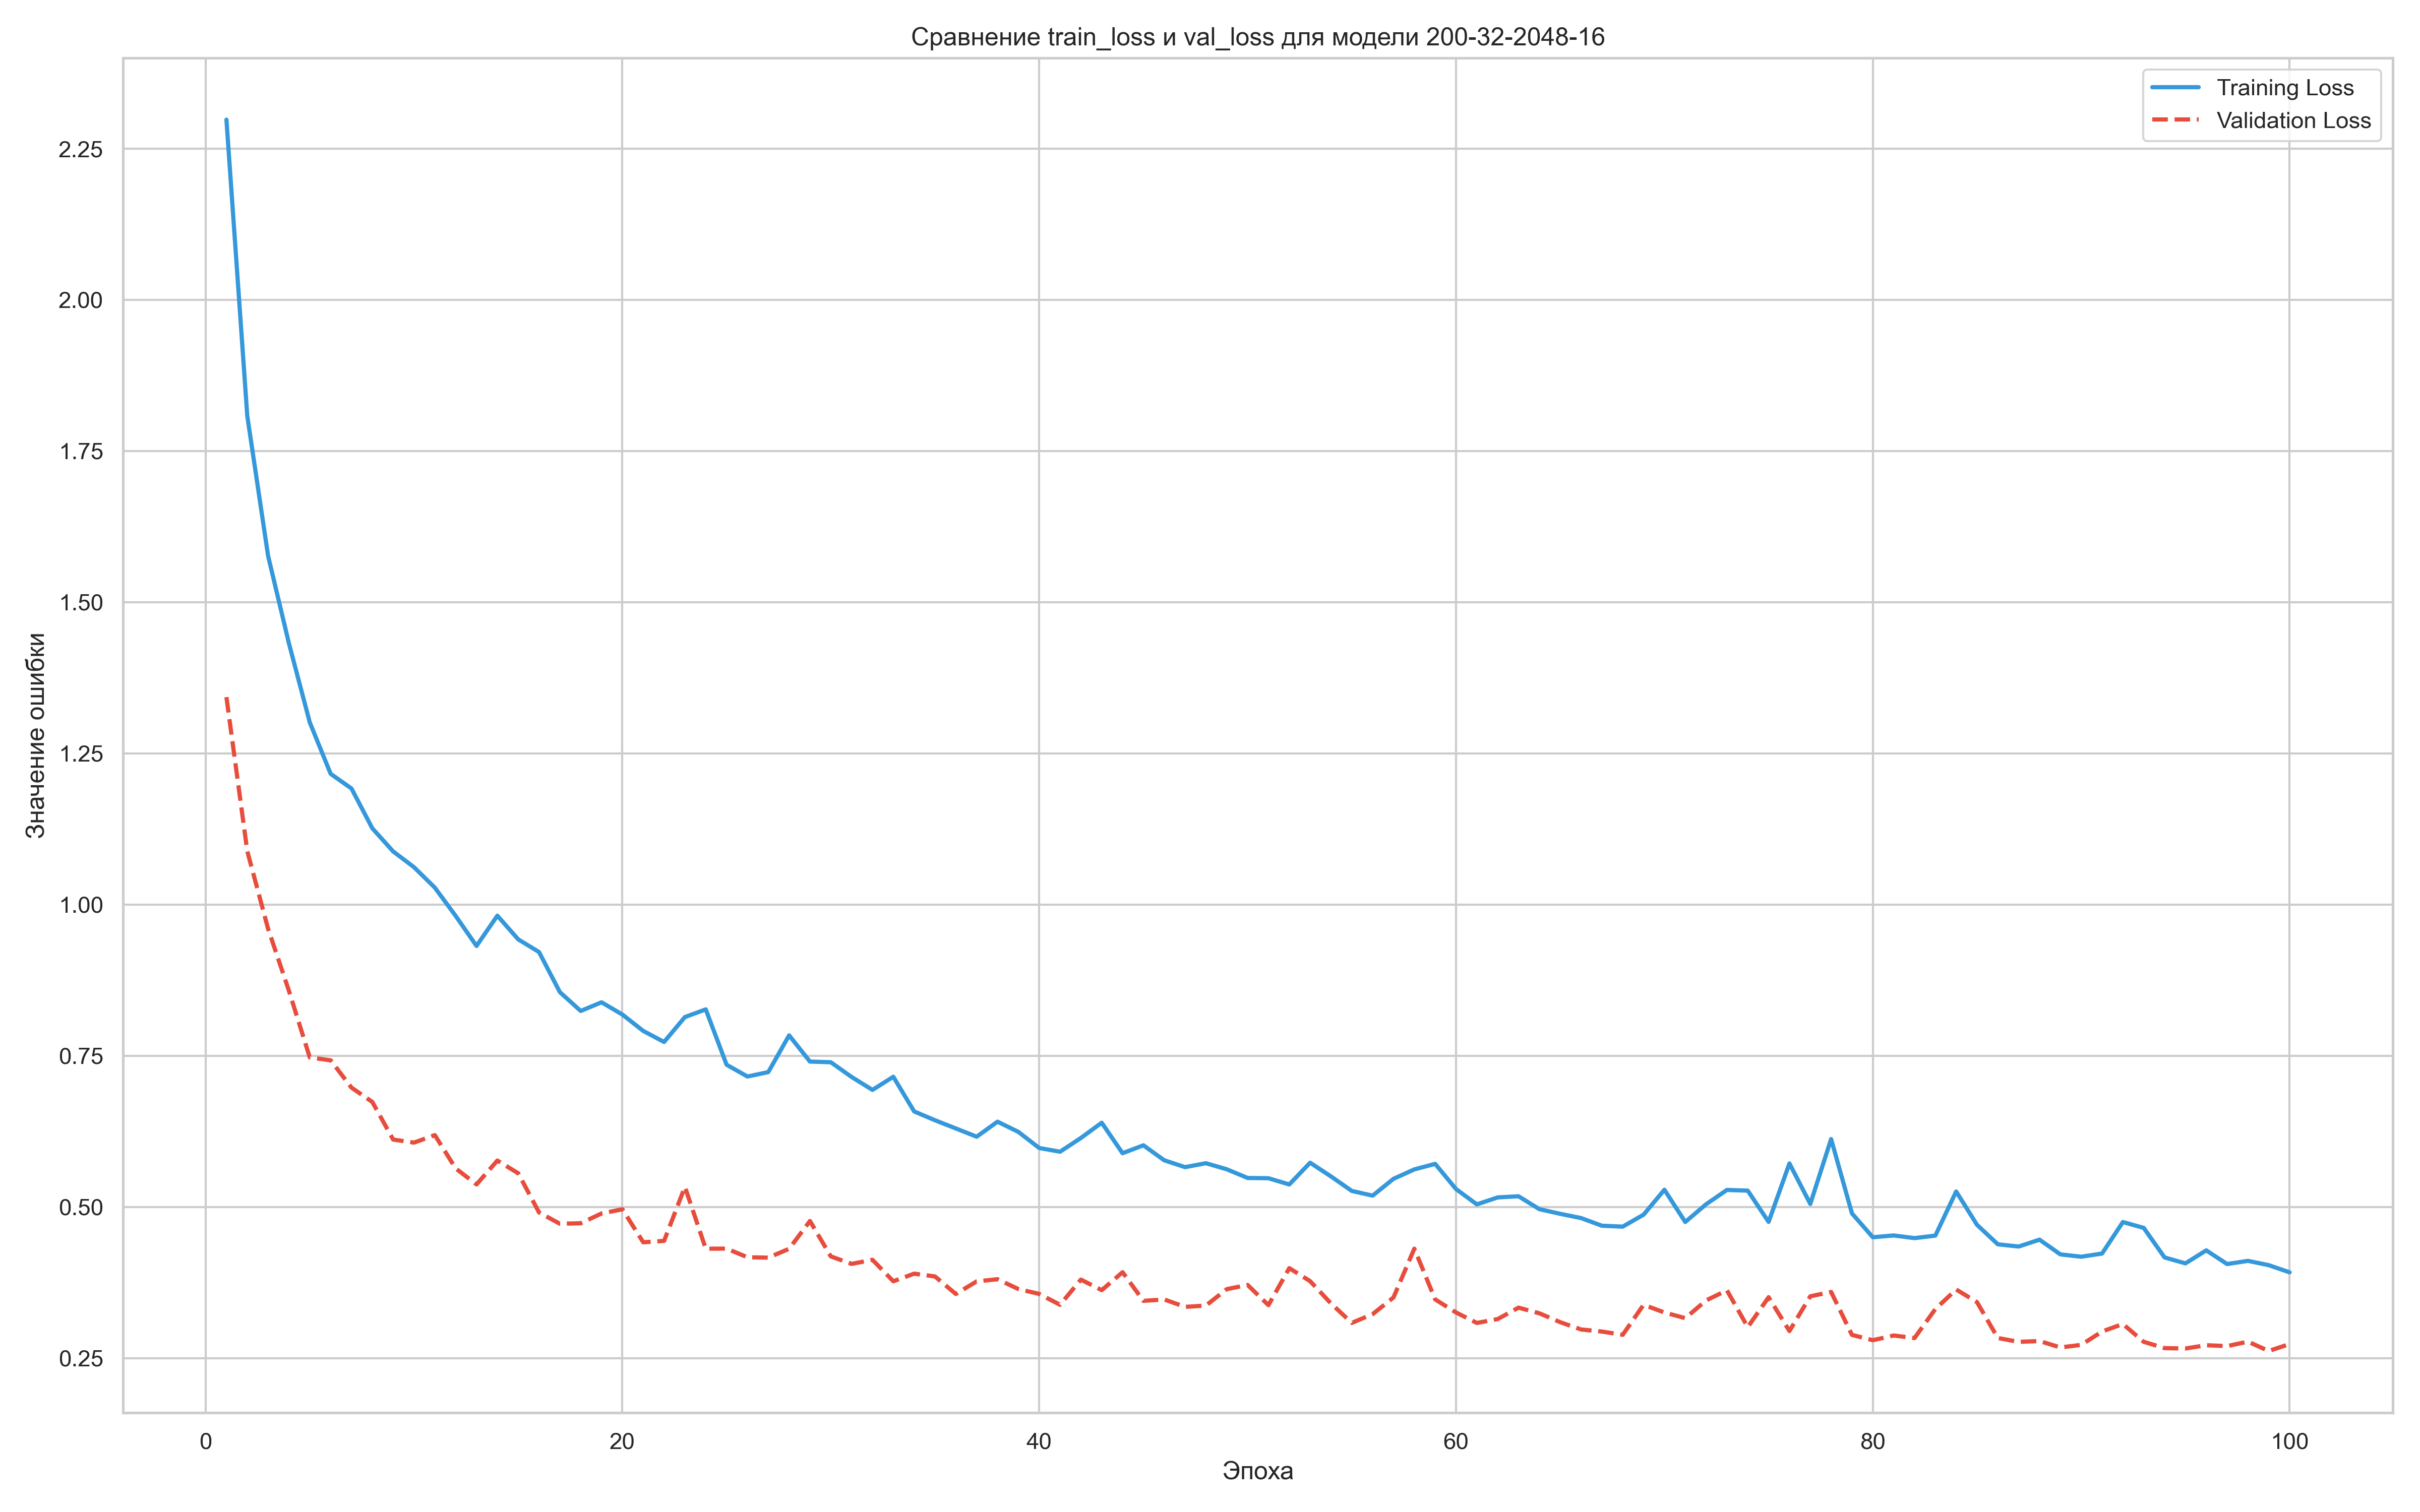 Сравнение train_loss и val_loss для модели 200-32-2048-16
Training Loss
Validation Loss
2.25
2.00
1.75
1.50
1.25
1.00
0.75
0.50
0.25
Значение ошибки
0 20 40 60 80 100
Эпоха